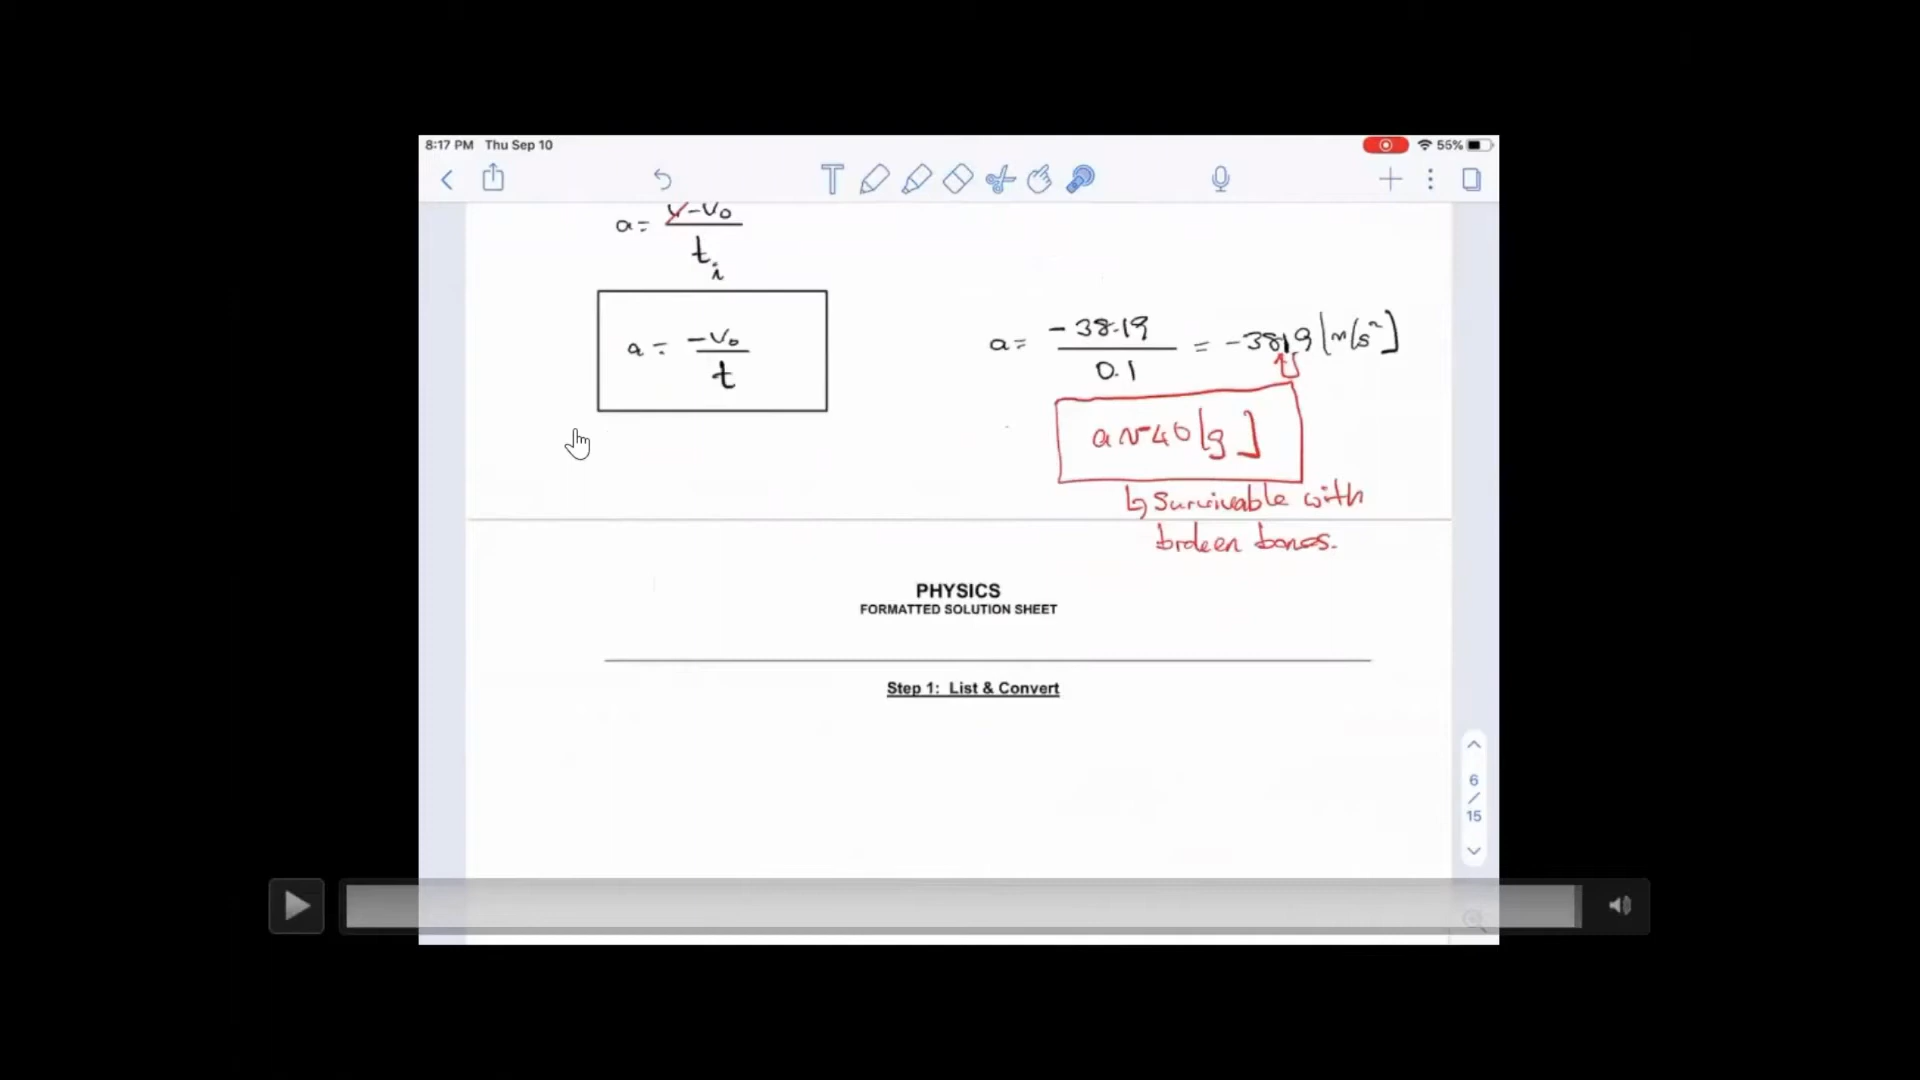 8:17 PM Thu Sep 10
55%
a = v - v₀
t i
a = -v₀
t
a = -38.19
0.1
= -381.9 [m/s²]
a ~ -40 [g]
↳ Survivable with
broken bones.
PHYSICS
FORMATTED SOLUTION SHEET
Step 1: List & Convert
6
/
15